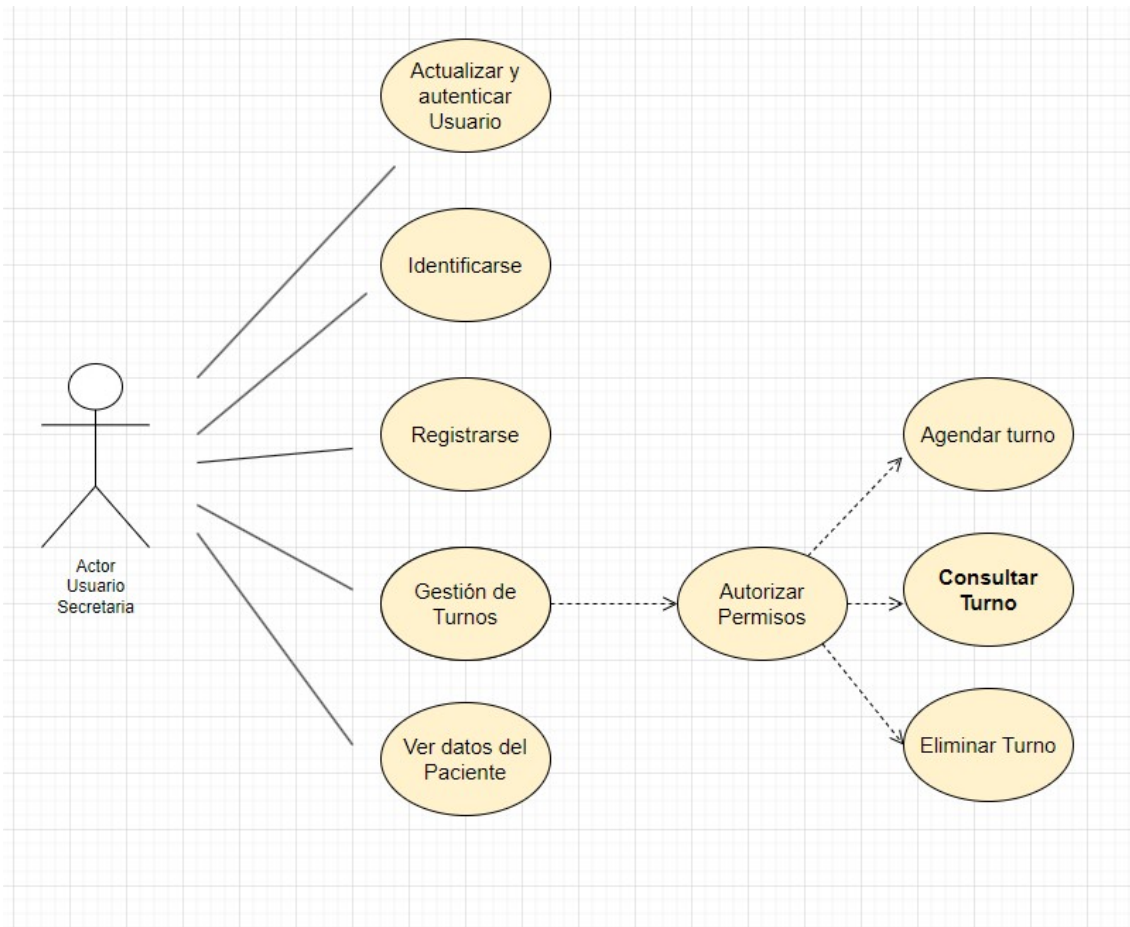 Actualizar y
autenticar
Usuario
Identificarse
Registrarse
Agendar turno
Gestión de
Turnos
Autorizar
Permisos
Consultar
Turno
Actor
Usuario
Secretaria
Ver datos del
Paciente
Eliminar Turno